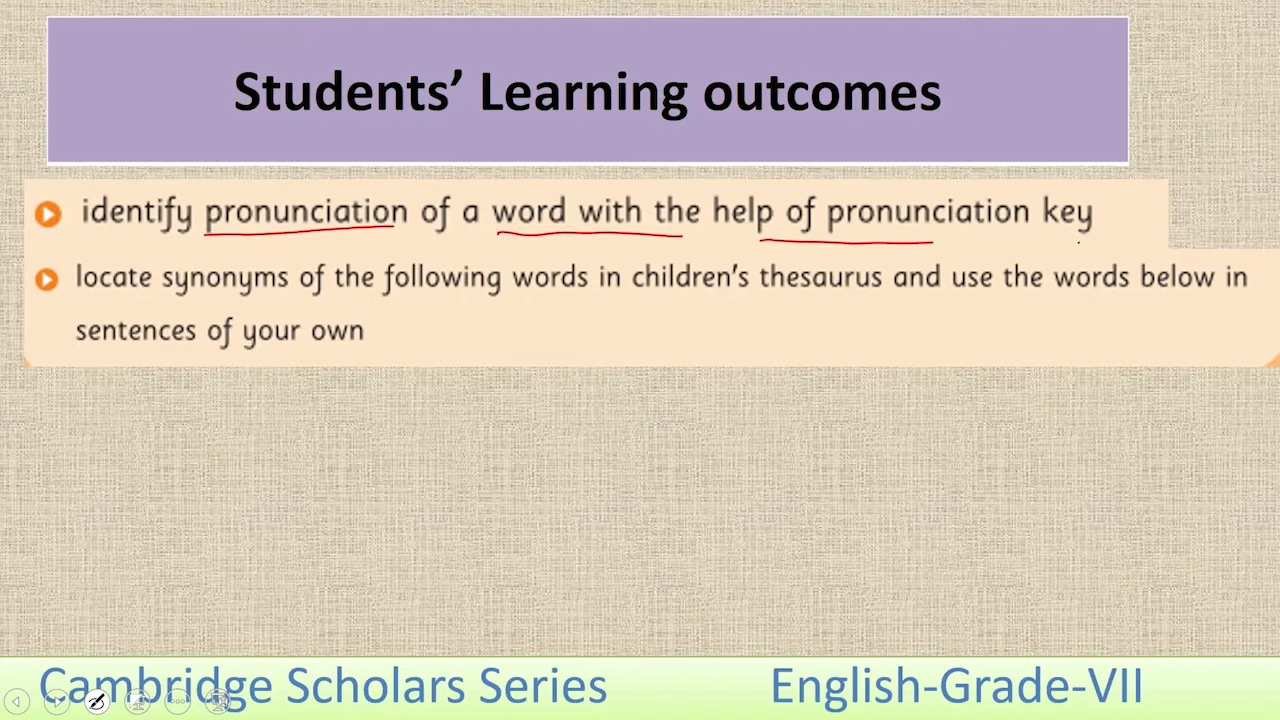 Students’ Learning outcomes
identify pronunciation of a word with the help of pronunciation key
locate synonyms of the following words in children’s thesaurus and use the words below in
sentences of your own
Cambridge Scholars Series English-Grade-VII